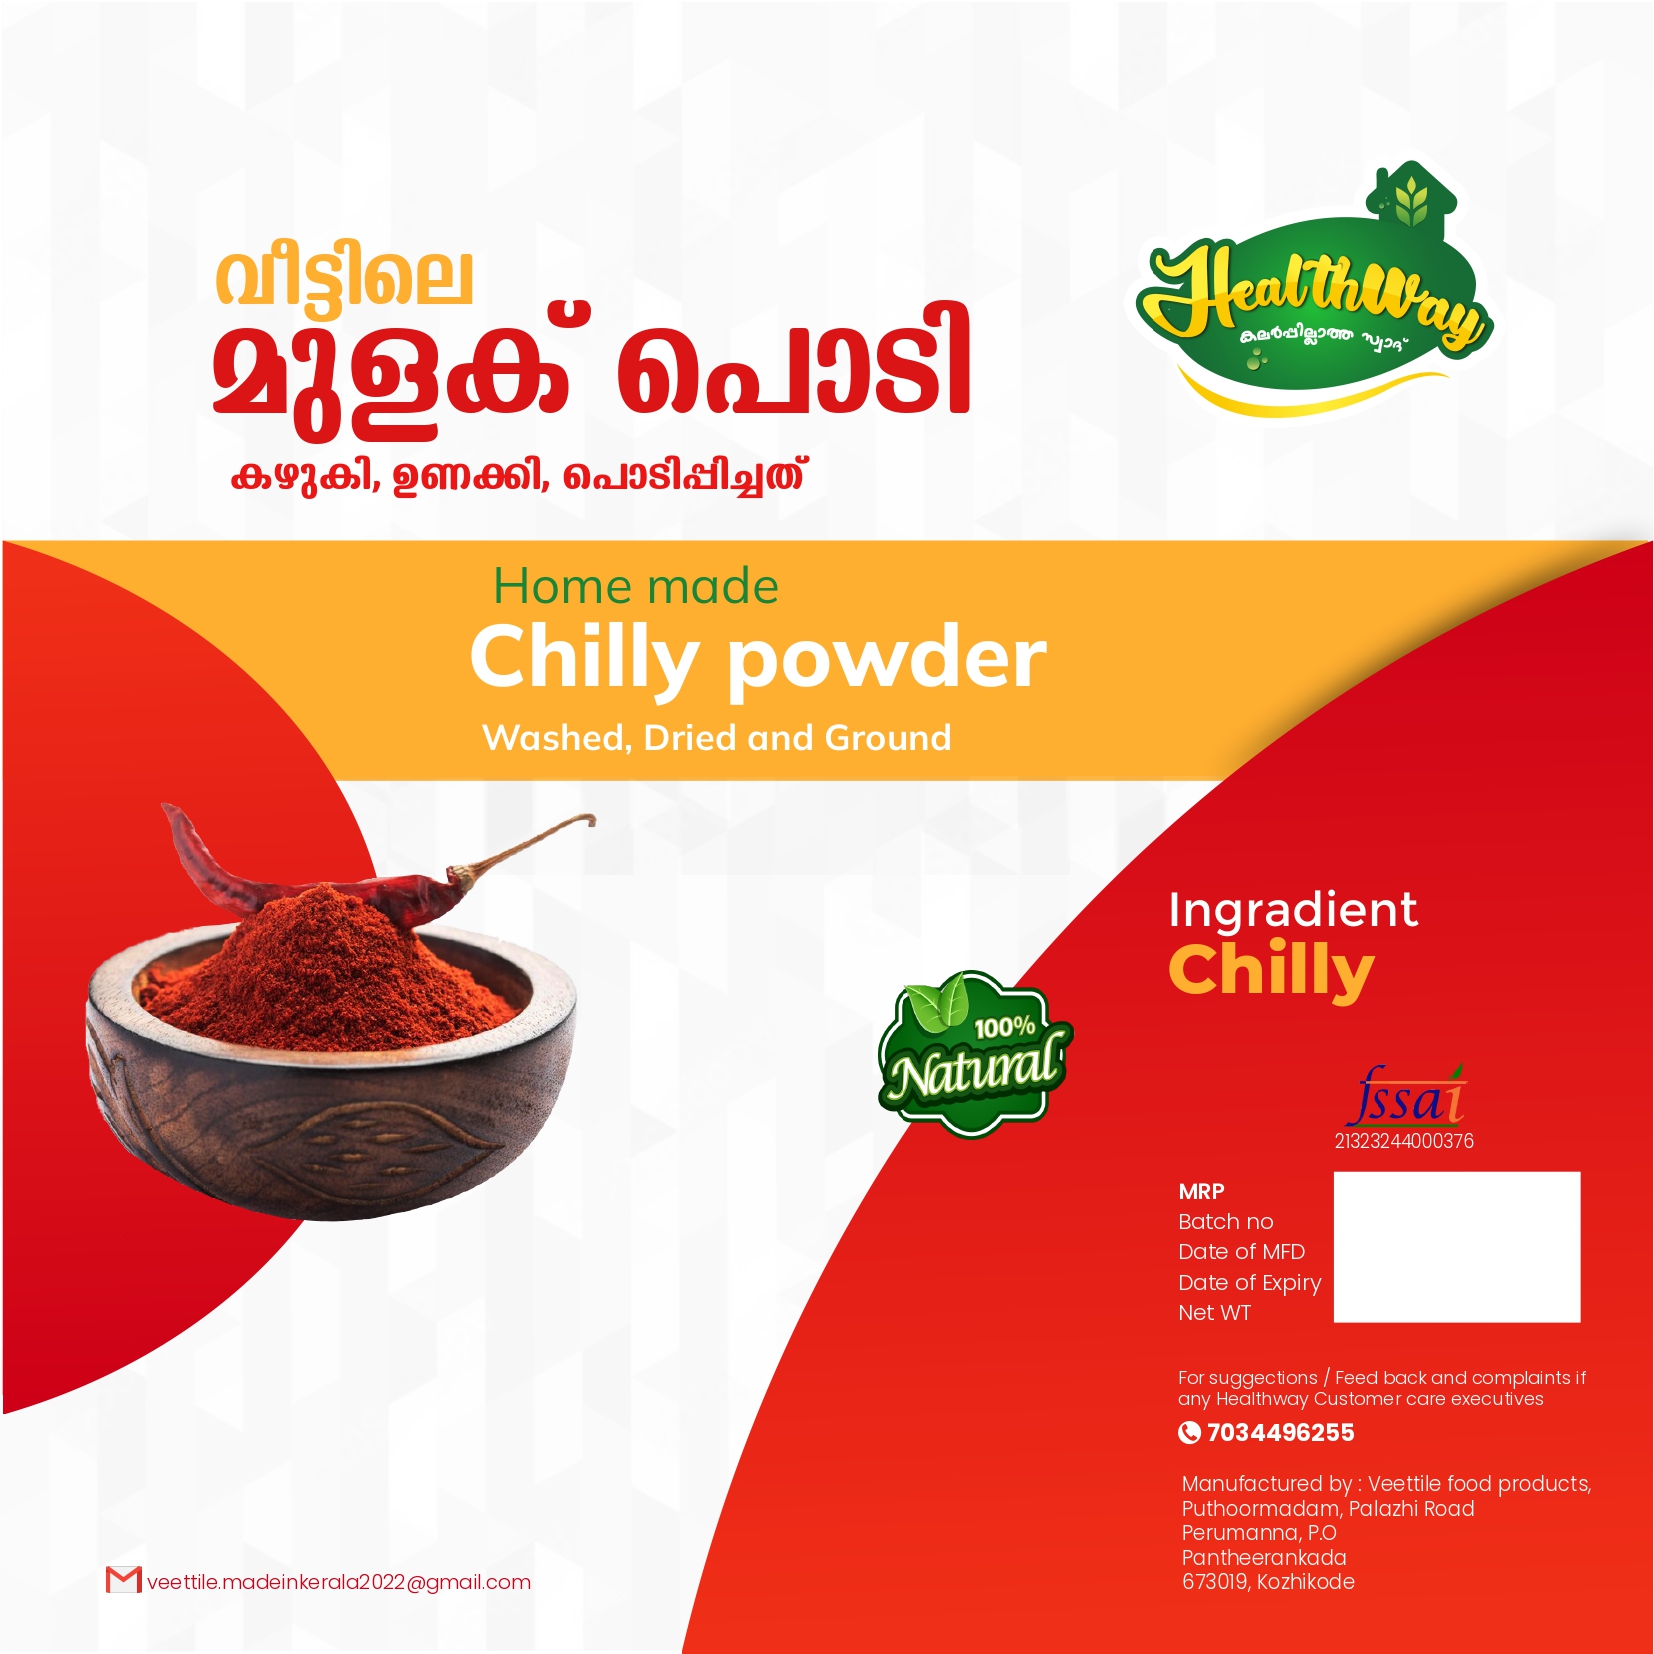 വീട്ടിലെ
മുളക് പൊടി
കഴുകി, ഉണക്കി, പൊടിപ്പിച്ചത്
HealthWay
കലർപ്പില്ലാത്ത സ്വാദ്
Home made
Chilly powder
Washed, Dried and Ground
100%
Natural
Ingradient
Chilly
fssai
21323244000376
MRP
Batch no
Date of MFD
Date of Expiry
Net WT
For suggestions / Feed back and complaints if
any Healthway Customer care executives
7034496255
Manufactured by : Veettile food products,
Puthoormadam, Palazhi Road
Perumanna, P.O
Pantheerankada
673019, Kozhikode
veettile.madeinkerala2022@gmail.com